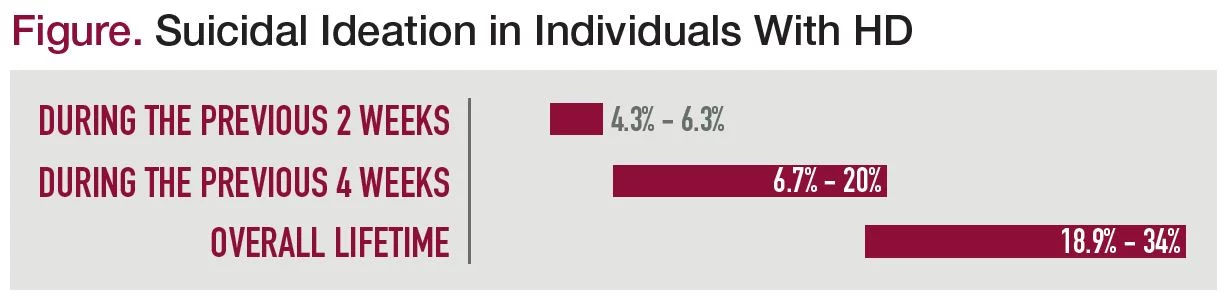 Figure. Suicidal Ideation in Individuals With HD
DURING THE PREVIOUS 2 WEEKS 4.3% – 6.3%
DURING THE PREVIOUS 4 WEEKS 6.7% – 20%
OVERALL LIFETIME 18.9% – 34%